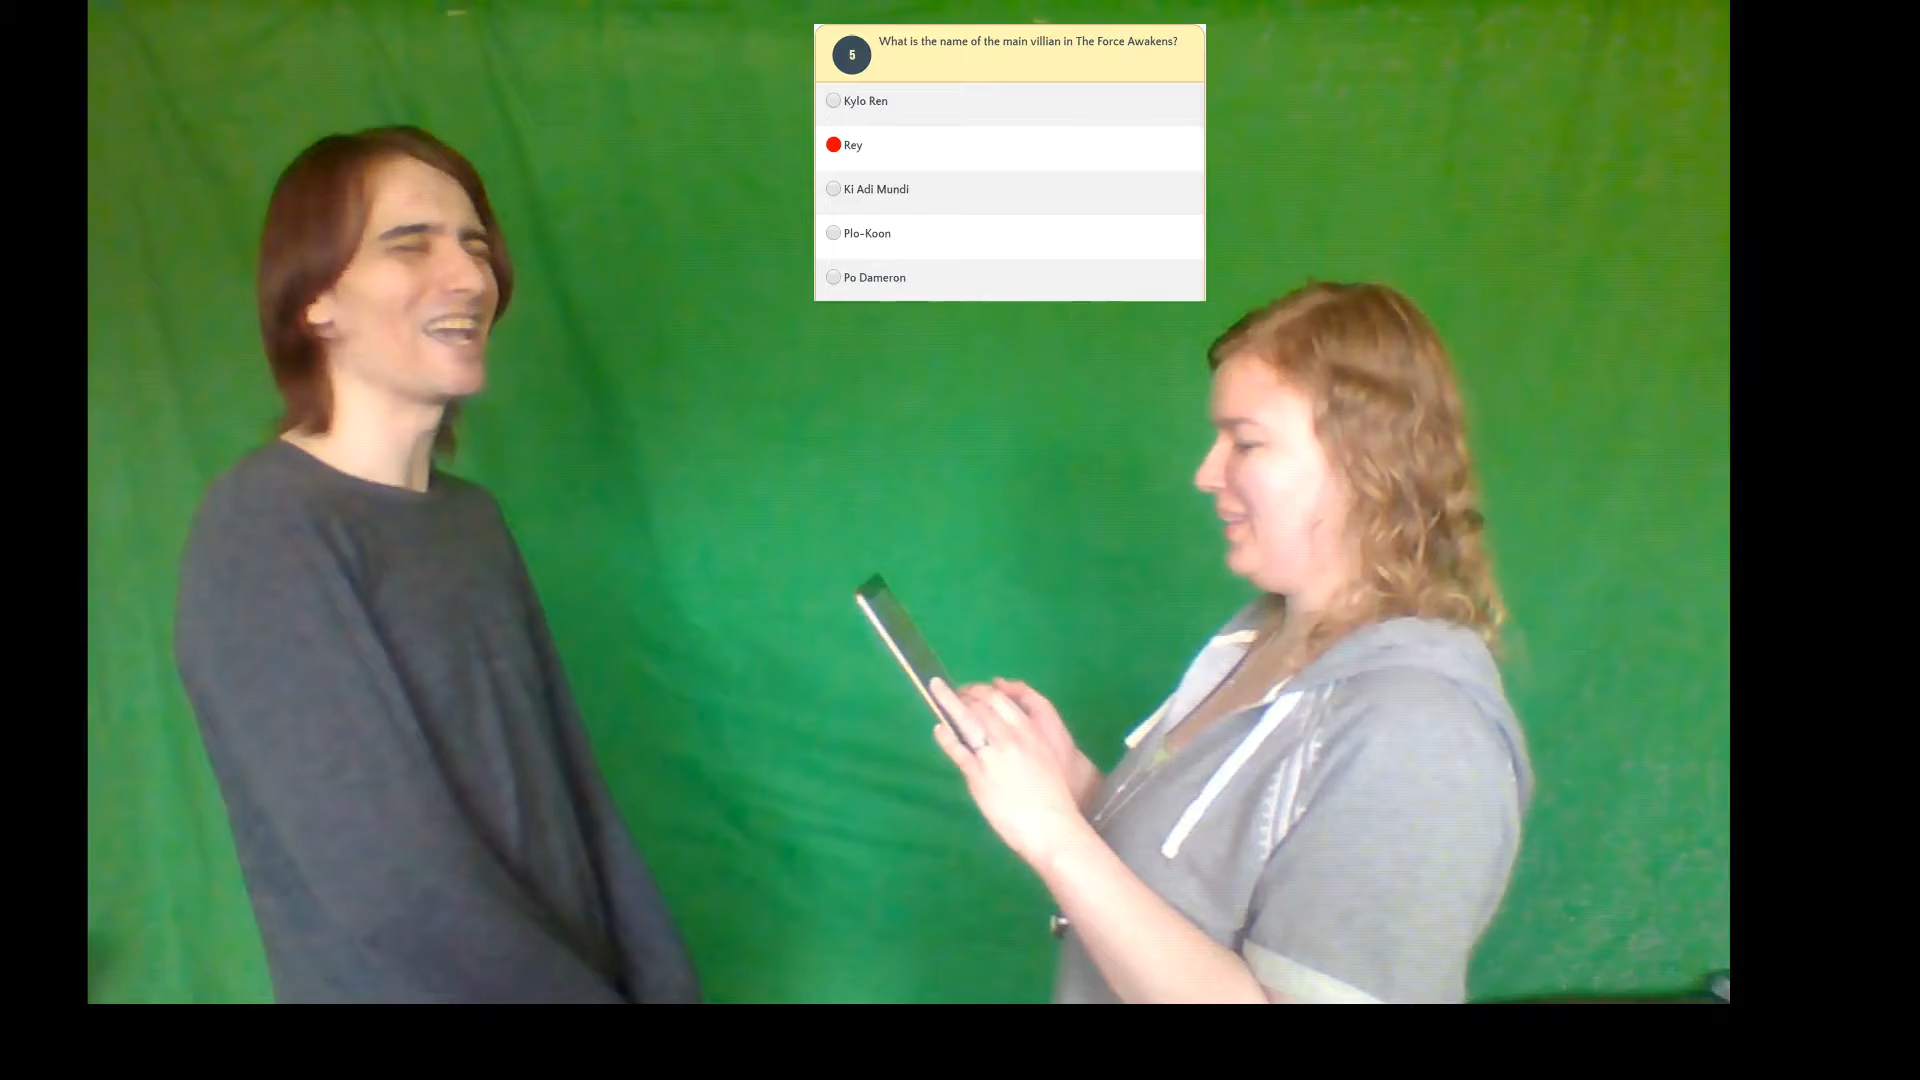 5
What is the name of the main villian in The Force Awakens?
Kylo Ren
Rey
Ki Adi Mundi
Plo-Koon
Po Dameron